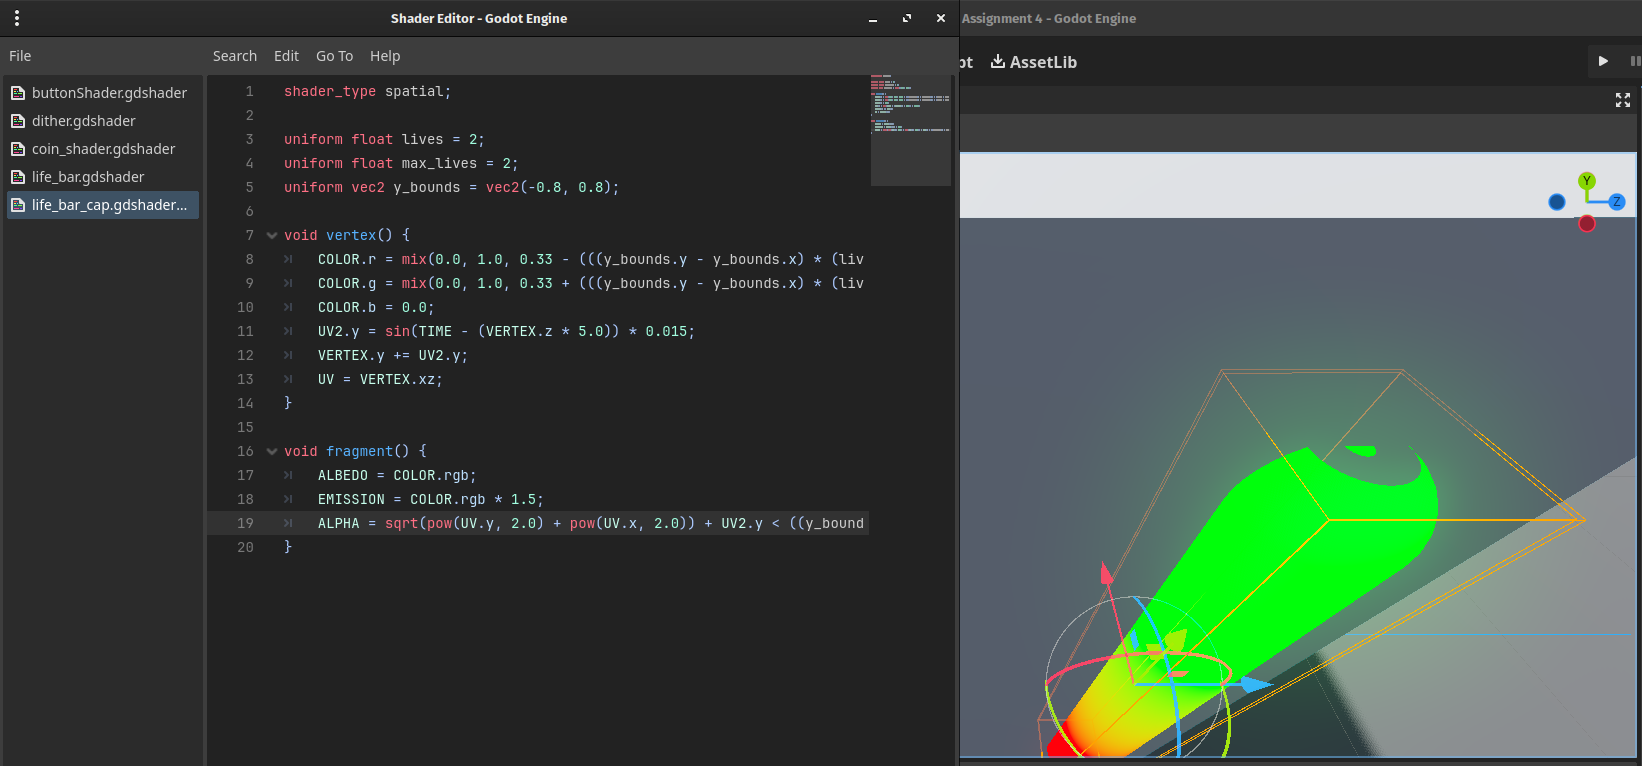 Shader Editor - Godot Engine
File
Search Edit Go To Help
buttonShader.gdshader
dither.gdshader
coin_shader.gdshader
life_bar.gdshader
life_bar_cap.gdshader...
1 shader_type spatial;
2
3 uniform float lives = 2;
4 uniform float max_lives = 2;
5 uniform vec2 y_bounds = vec2(-0.8, 0.8);
6
7 void vertex() {
8 COLOR.r = mix(0.0, 1.0, 0.33 - (((y_bounds.y - y_bounds.x) * (liv
9 COLOR.g = mix(0.0, 1.0, 0.33 + (((y_bounds.y - y_bounds.x) * (liv
10 COLOR.b = 0.0;
11 UV2.y = sin(TIME - (VERTEX.z * 5.0)) * 0.015;
12 VERTEX.y += UV2.y;
13 UV = VERTEX.xz;
14 }
15
16 void fragment() {
17 ALBEDO = COLOR.rgb;
18 EMISSION = COLOR.rgb * 1.5;
19 ALPHA = sqrt(pow(UV.y, 2.0) + pow(UV.x, 2.0)) + UV2.y < ((y_bound
20 }
Assignment 4 - Godot Engine
pt AssetLib
Y
Z